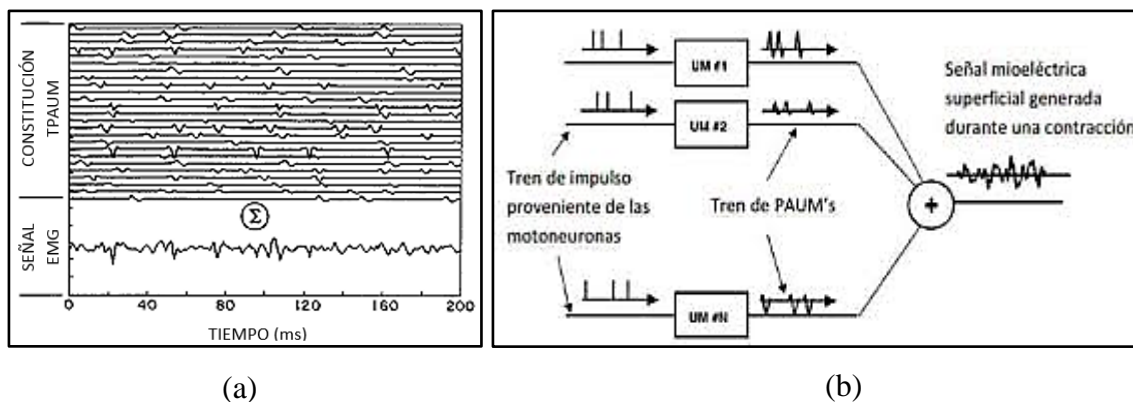 CONSTITUCIÓN
TPAUM
SEÑAL
EMG
Σ
0 40 80 120 160 200
TIEMPO (ms)
(a)
UM #1
UM #2
UM #N
Tren de impulso
proveniente de las
motoneuronas
Tren de PAUM's
Señal mioeléctrica
superficial generada
durante una contracción
+
(b)